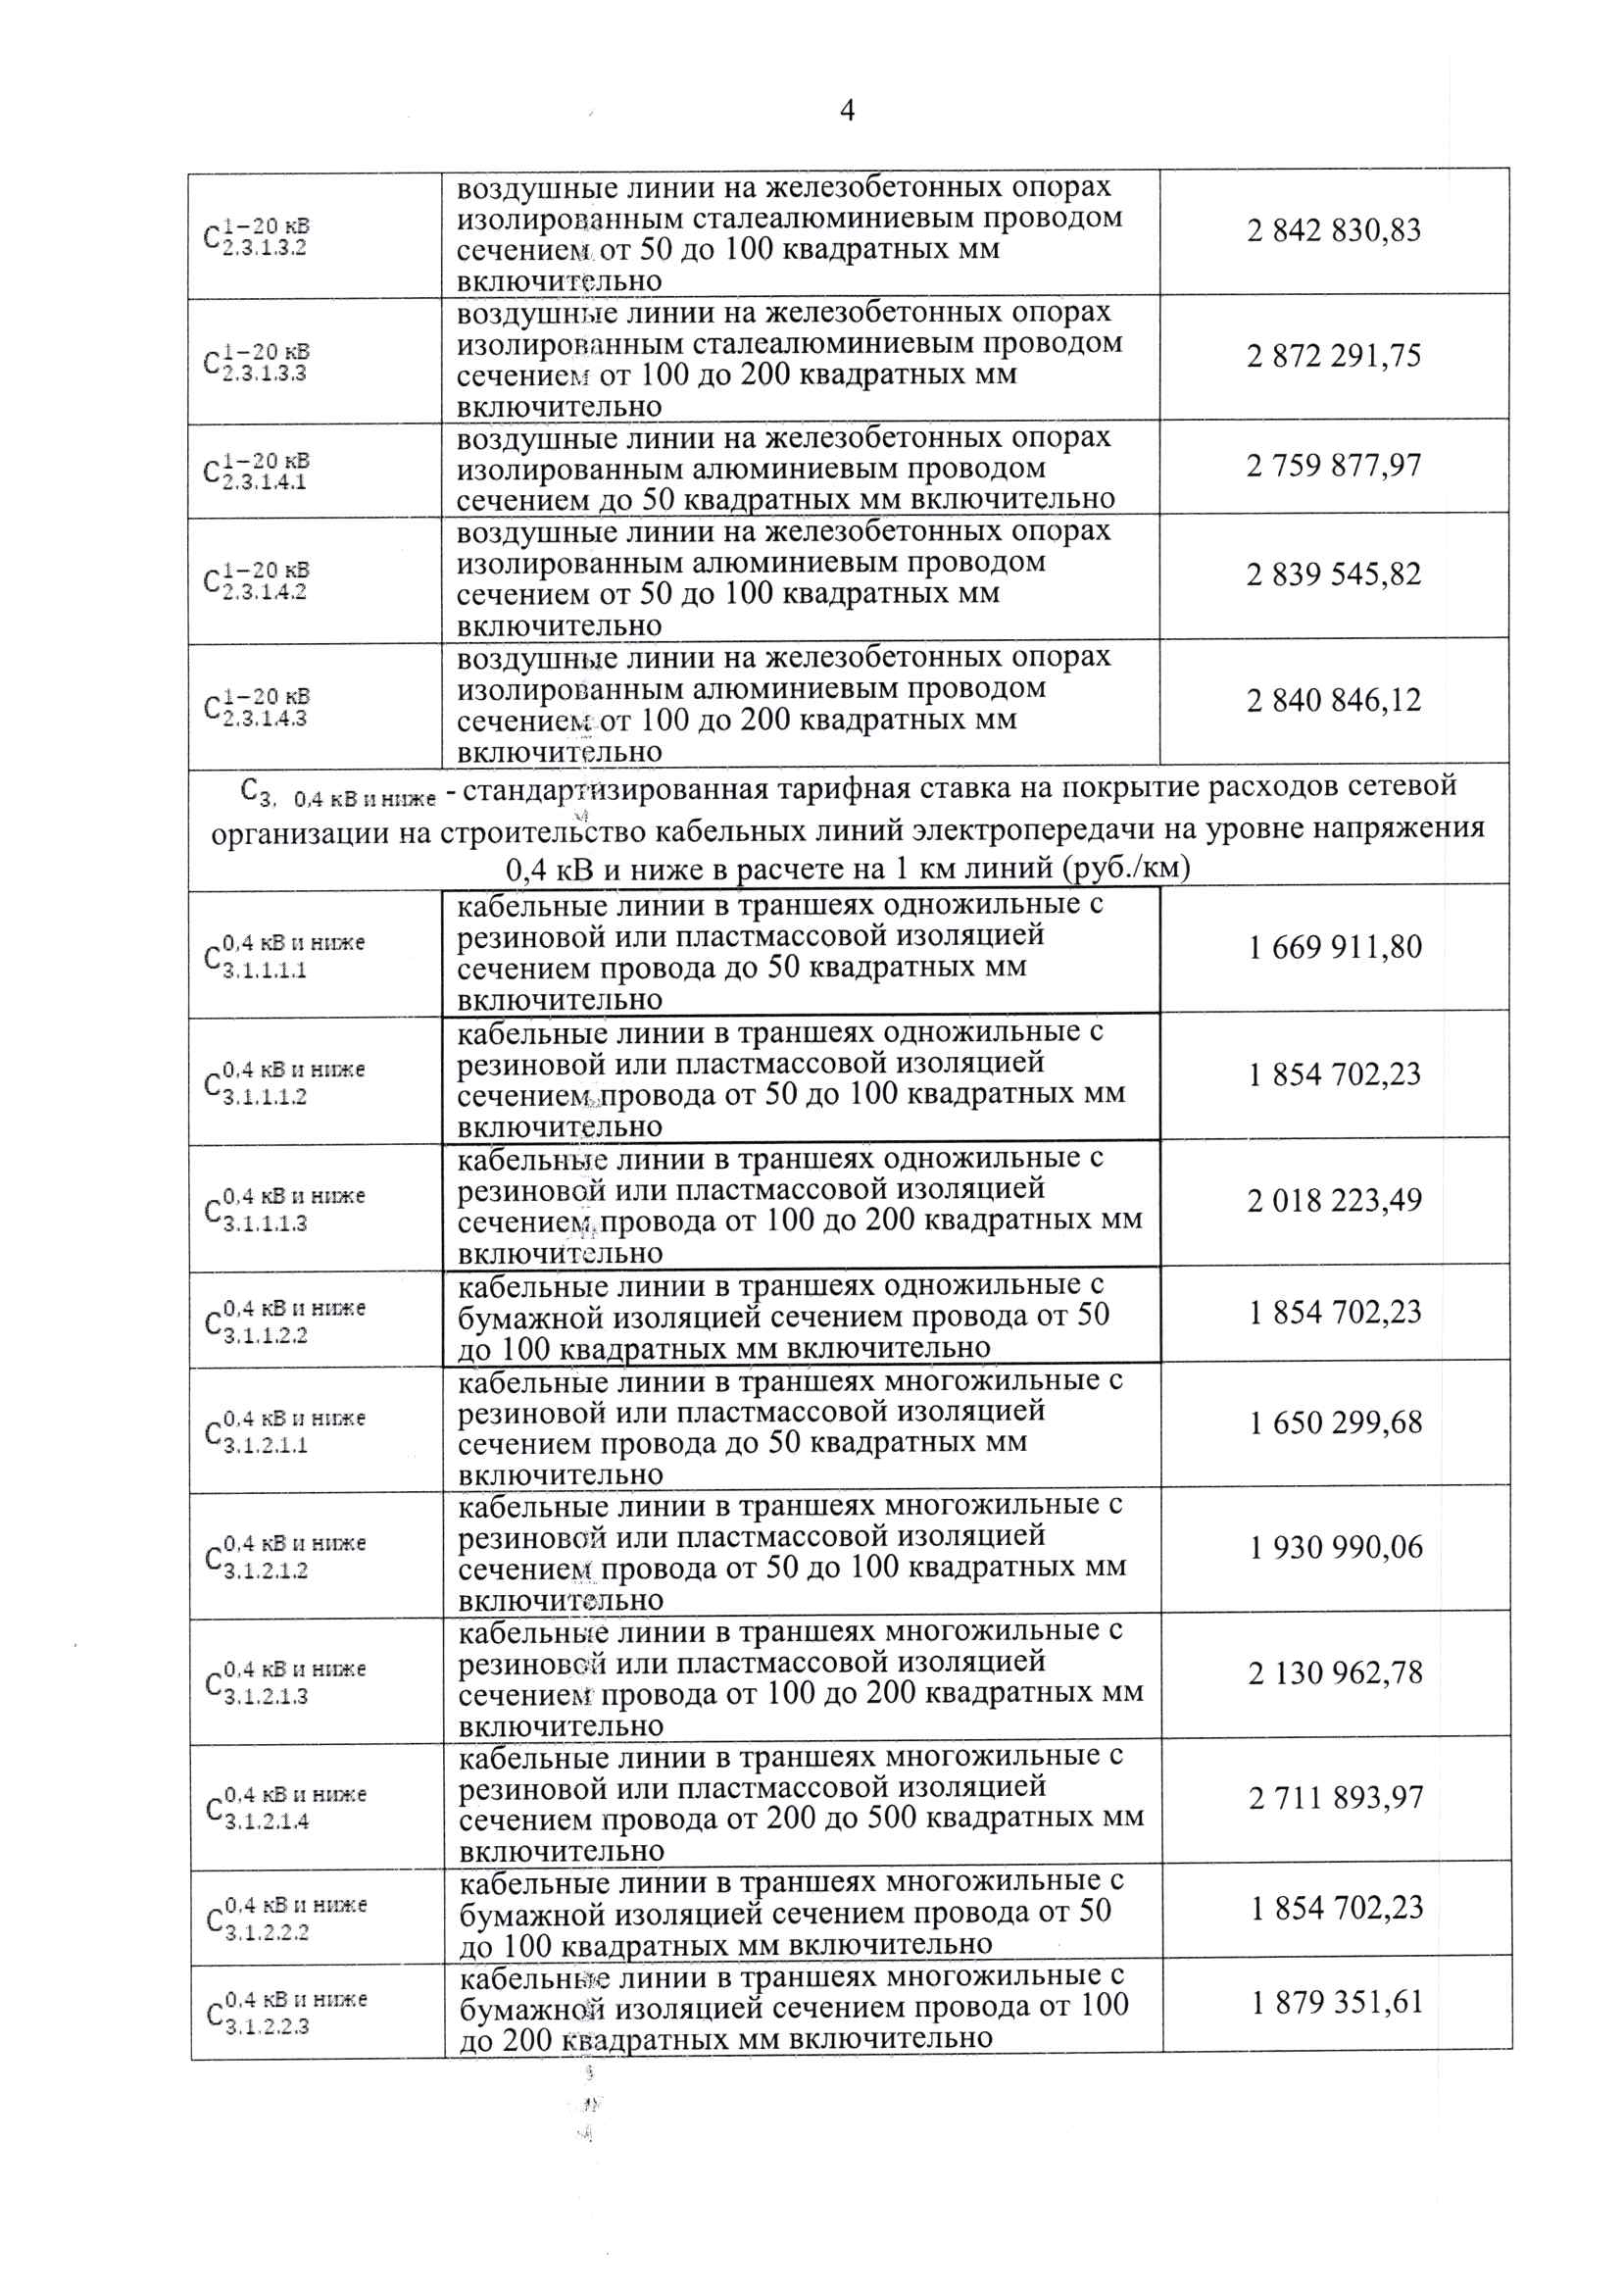 4
воздушные линии на железобетонных опорах
изолированным сталеалюминиевым проводом
сечением от 50 до 100 квадратных мм
включительно
С 1–20 кВ 2.3.1.3.2
2 842 830,83
воздушные линии на железобетонных опорах
изолированным сталеалюминиевым проводом
сечением от 100 до 200 квадратных мм
включительно
С 1–20 кВ 2.3.1.3.3
2 872 291,75
воздушные линии на железобетонных опорах
изолированным алюминиевым проводом
сечением до 50 квадратных мм включительно
С 1–20 кВ 2.3.1.4.1
2 759 877,97
воздушные линии на железобетонных опорах
изолированным алюминиевым проводом
сечением от 50 до 100 квадратных мм
включительно
С 1–20 кВ 2.3.1.4.2
2 839 545,82
воздушные линии на железобетонных опорах
изолированным алюминиевым проводом
сечением от 100 до 200 квадратных мм
включительно
С 1–20 кВ 2.3.1.4.3
2 840 846,12
С3, 0,4 кВ и ниже - стандартизированная тарифная ставка на покрытие расходов сетевой
организации на строительство кабельных линий электропередачи на уровне напряжения
0,4 кВ и ниже в расчете на 1 км линий (руб./км)
кабельные линии в траншеях одножильные с
резиновой или пластмассовой изоляцией
сечением провода до 50 квадратных мм
включительно
С 0,4 кВ и ниже 3.1.1.1.1
1 669 911,80
кабельные линии в траншеях одножильные с
резиновой или пластмассовой изоляцией
сечением провода от 50 до 100 квадратных мм
включительно
С 0,4 кВ и ниже 3.1.1.1.2
1 854 702,23
кабельные линии в траншеях одножильные с
резиновой или пластмассовой изоляцией
сечением провода от 100 до 200 квадратных мм
включительно
С 0,4 кВ и ниже 3.1.1.1.3
2 018 223,49
кабельные линии в траншеях одножильные с
бумажной изоляцией сечением провода от 50
до 100 квадратных мм включительно
С 0,4 кВ и ниже 3.1.1.2.2
1 854 702,23
кабельные линии в траншеях многожильные с
резиновой или пластмассовой изоляцией
сечением провода до 50 квадратных мм
включительно
С 0,4 кВ и ниже 3.1.2.1.1
1 650 299,68
кабельные линии в траншеях многожильные с
резиновой или пластмассовой изоляцией
сечением провода от 50 до 100 квадратных мм
включительно
С 0,4 кВ и ниже 3.1.2.1.2
1 930 990,06
кабельные линии в траншеях многожильные с
резиновой или пластмассовой изоляцией
сечением провода от 100 до 200 квадратных мм
включительно
С 0,4 кВ и ниже 3.1.2.1.3
2 130 962,78
кабельные линии в траншеях многожильные с
резиновой или пластмассовой изоляцией
сечением провода от 200 до 500 квадратных мм
включительно
С 0,4 кВ и ниже 3.1.2.1.4
2 711 893,97
кабельные линии в траншеях многожильные с
бумажной изоляцией сечением провода от 50
до 100 квадратных мм включительно
С 0,4 кВ и ниже 3.1.2.2.2
1 854 702,23
кабельные линии в траншеях многожильные с
бумажной изоляцией сечением провода от 100
до 200 квадратных мм включительно
С 0,4 кВ и ниже 3.1.2.2.3
1 879 351,61